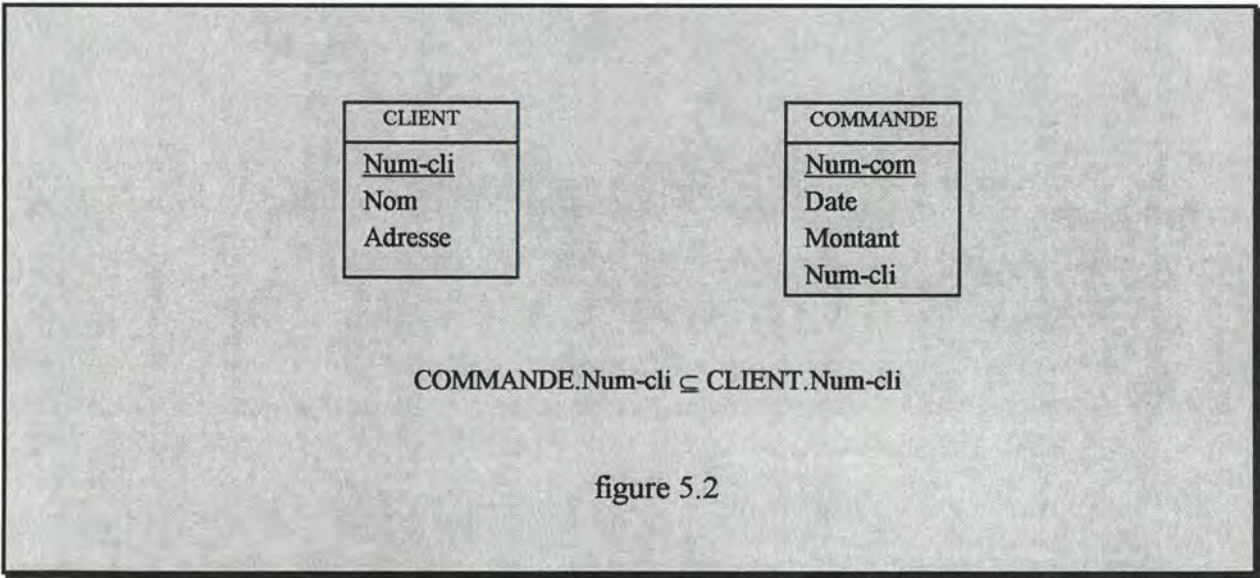 CLIENT
Num-cli
Nom
Adresse
COMMANDE
Num-com
Date
Montant
Num-cli
COMMANDE.Num-cli ⊆ CLIENT.Num-cli
figure 5.2